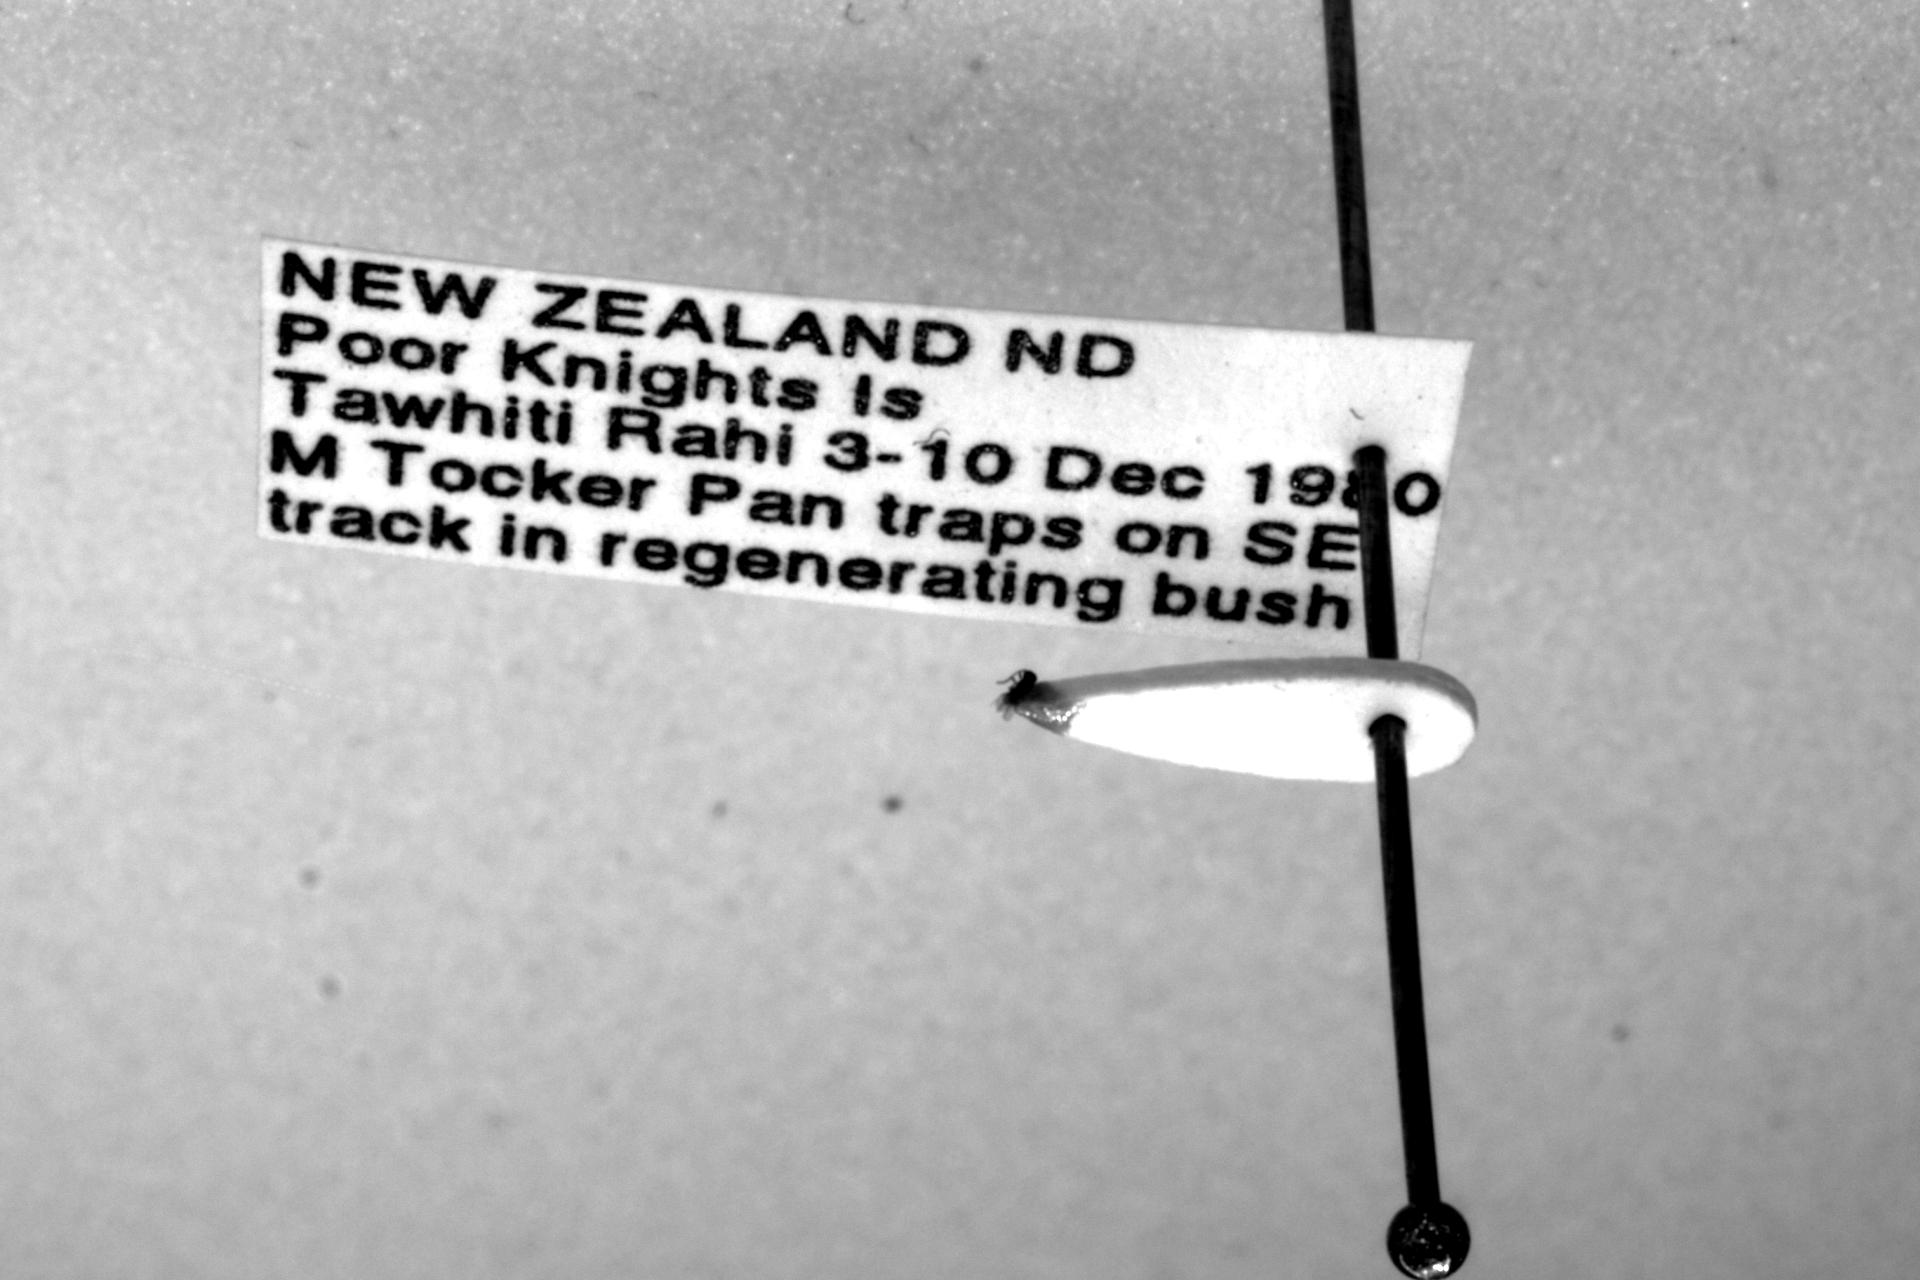 NEW ZEALAND ND
Poor Knights Is
Tawhiti Rahi 3-10 Dec 1980
M Tocker Pan traps on SE
track in regenerating bush